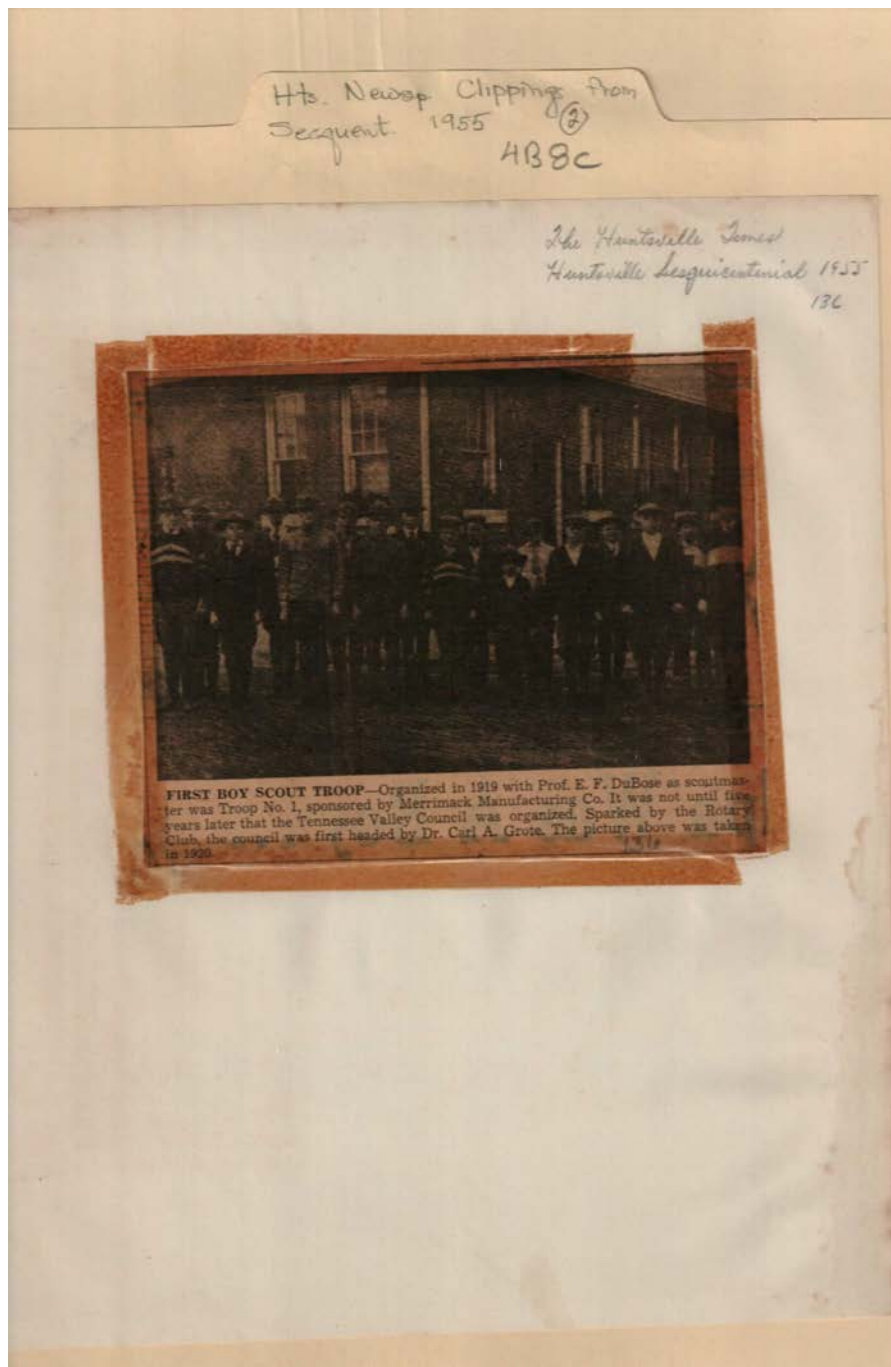 Hts. Newsp Clippings from
Secquent. 1955 ②
4B8C
The Huntsville Times
Huntsville Sesquicentenial 1955
13C
FIRST BOY SCOUT TROOP—Organized in 1919 with Prof. E. F. DuBose as scoutmas-
ter was Troop No. 1, sponsored by Merrimack Manufacturing Co. It was not until five
years later that the Tennessee Valley Council was organized. Sparked by the Rotary
Club, the council was first headed by Dr. Carl A. Grote. The picture above was taken
in 1920.